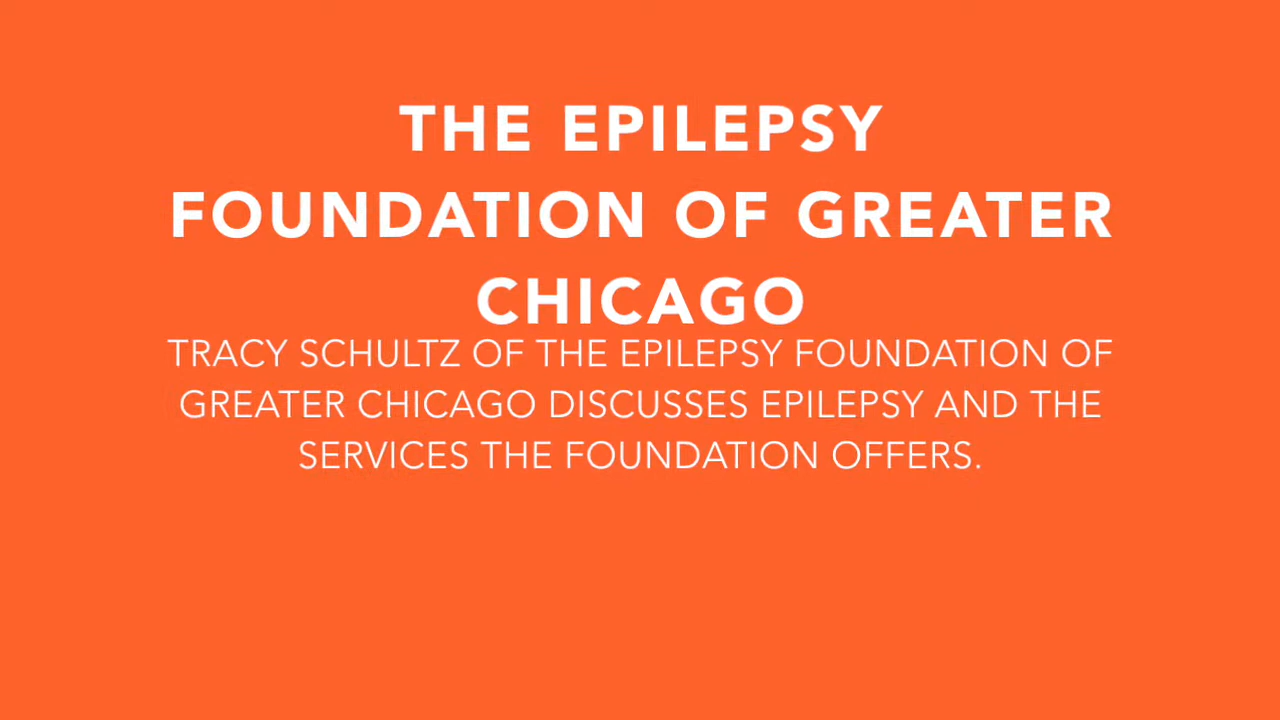 THE EPILEPSY
FOUNDATION OF GREATER
CHICAGO
TRACY SCHULTZ OF THE EPILEPSY FOUNDATION OF
GREATER CHICAGO DISCUSSES EPILEPSY AND THE
SERVICES THE FOUNDATION OFFERS.